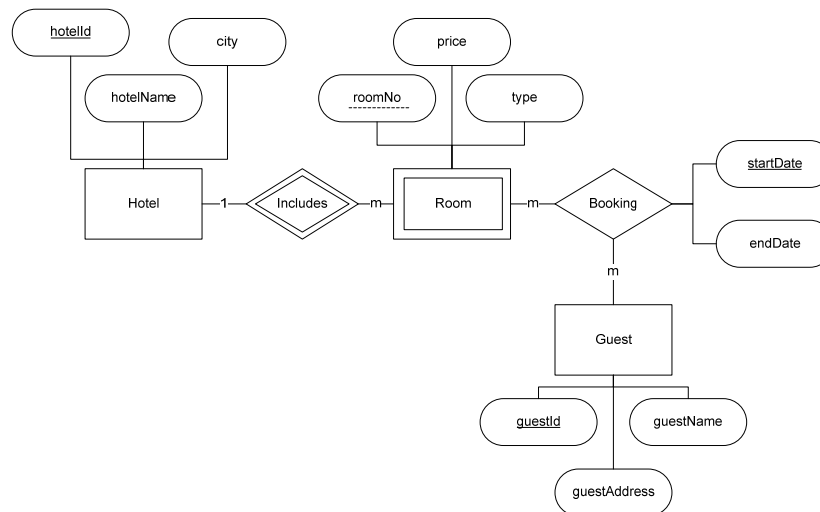 hotelId
city
price
hotelName
roomNo
type
startDate
Hotel
1
Includes
m
Room
m
Booking
endDate
m
Guest
guestId
guestName
guestAddress